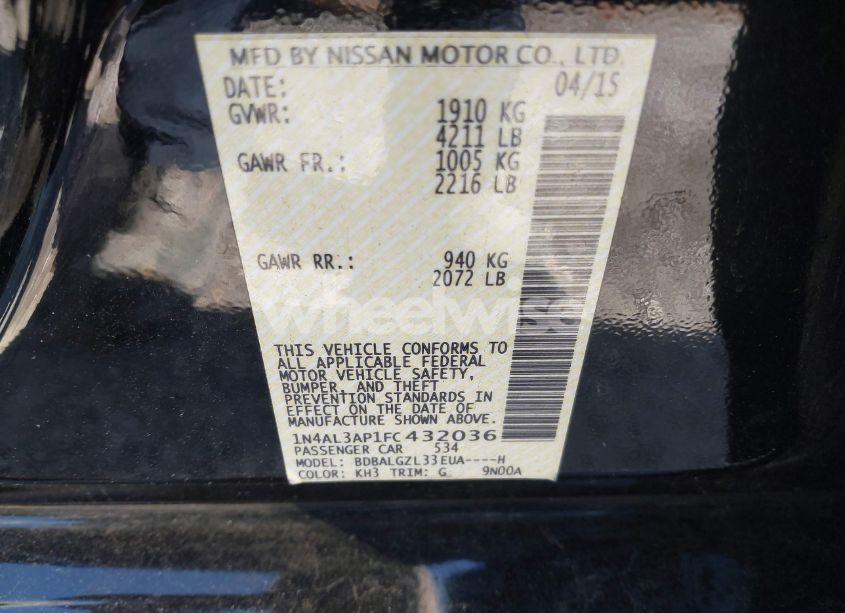 MFD BY NISSAN MOTOR CO., LTD.
DATE: 04/15
GVWR: 1910 KG
4211 LB
GAWR FR.: 1005 KG
2216 LB
GAWR RR.: 940 KG
2072 LB
wheelwise
THIS VEHICLE CONFORMS TO
ALL APPLICABLE FEDERAL
MOTOR VEHICLE SAFETY,
BUMPER, AND THEFT
PREVENTION STANDARDS IN
EFFECT ON THE DATE OF
MANUFACTURE SHOWN ABOVE.
1N4AL3AP1FC432036
PASSENGER CAR 534
MODEL: BDBALGZL33EUA----H
COLOR: KH3 TRIM: G 9N00A